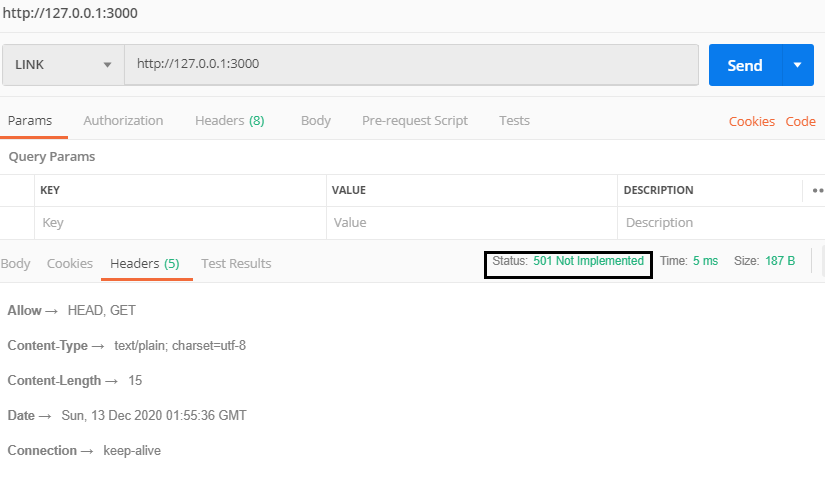 http://127.0.0.1:3000
LINK http://127.0.0.1:3000 Send
Params Authorization Headers (8) Body Pre-request Script Tests Cookies Code
Query Params
KEY VALUE DESCRIPTION
Key Value Description
Body Cookies Headers (5) Test Results Status: 501 Not Implemented Time: 5 ms Size: 187 B
Allow → HEAD, GET
Content-Type → text/plain; charset=utf-8
Content-Length → 15
Date → Sun, 13 Dec 2020 01:55:36 GMT
Connection → keep-alive